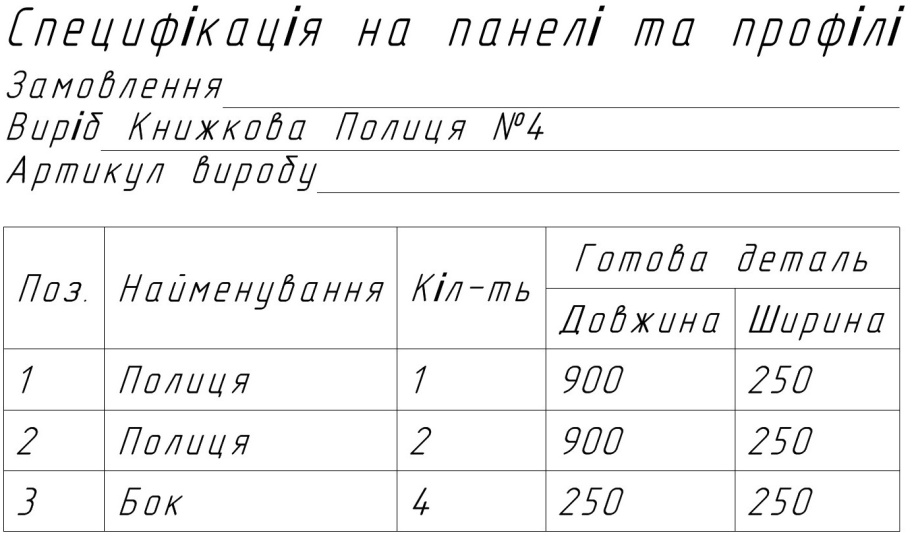 Специфікація на панелі та профілі
Замовлення
Виріб Книжкова Полиця №4
Артикул виробу
Поз. Найменування Кіл-ть Готова деталь
Довжина Ширина
1 Полиця 1 900 250
2 Полиця 2 900 250
3 Бок 4 250 250